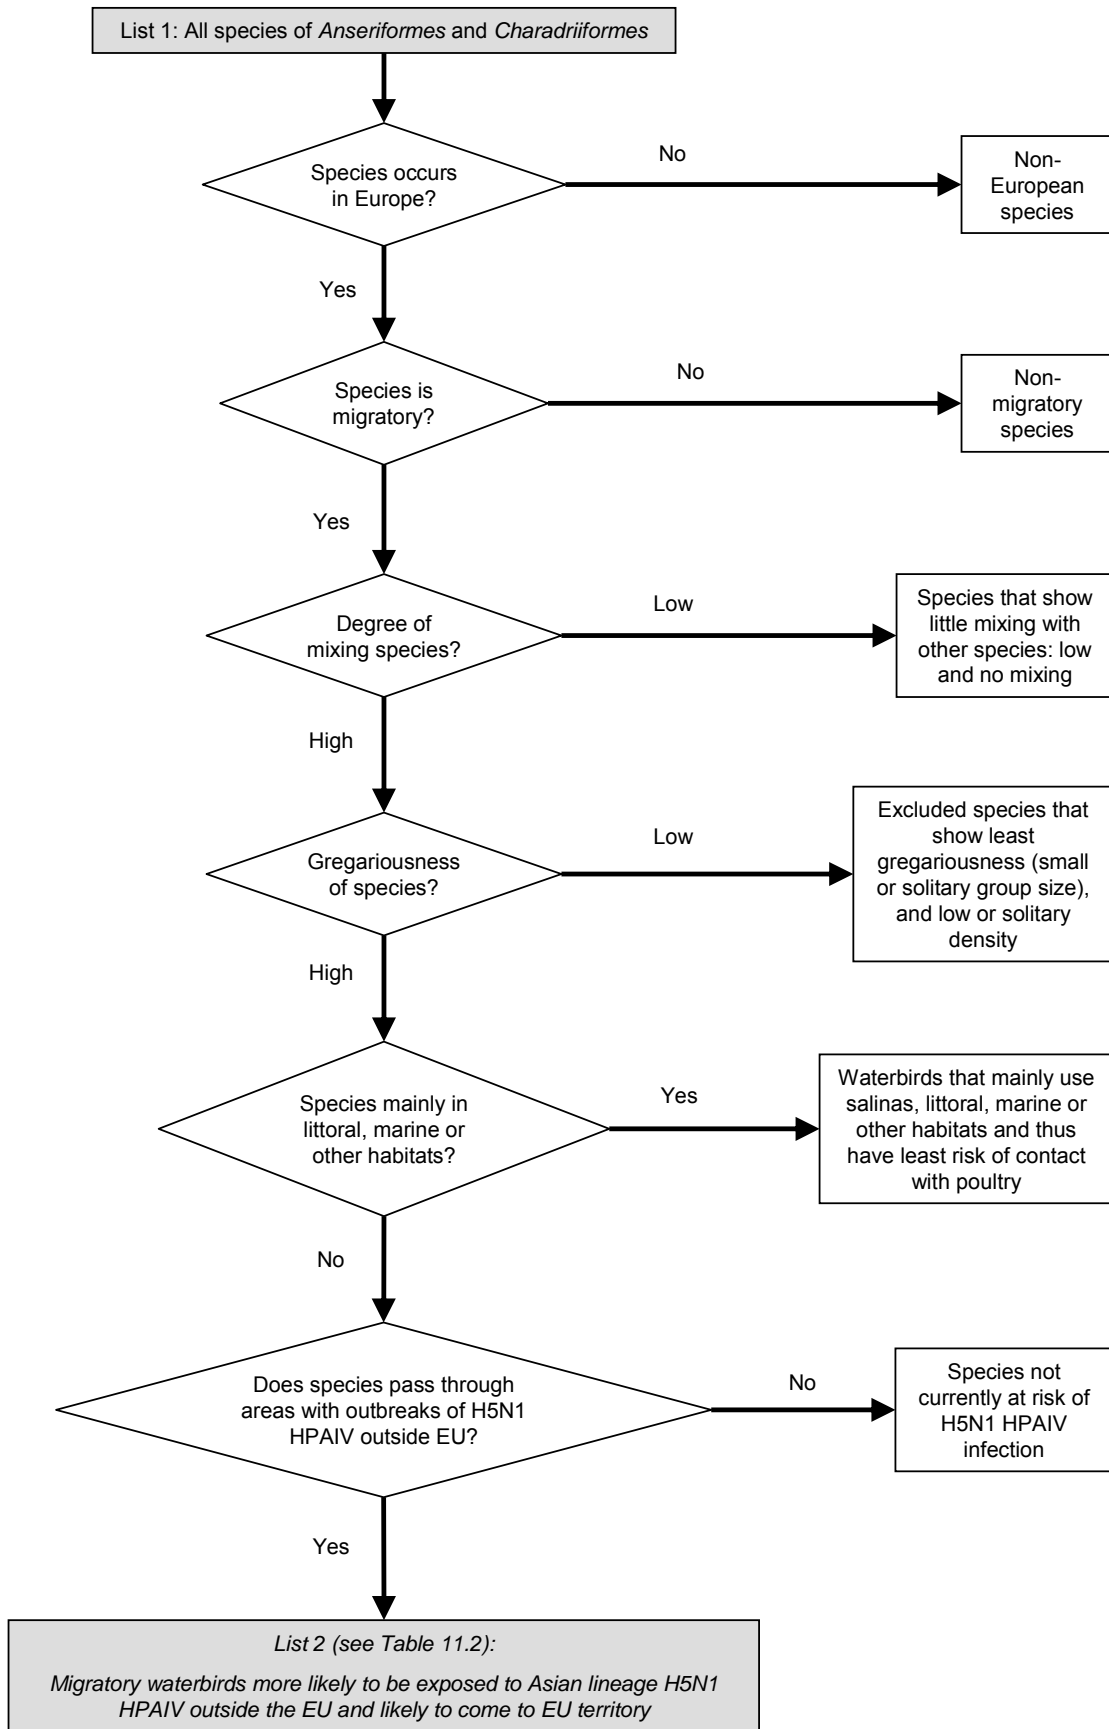 List 1: All species of Anseriformes and Charadriiformes
Species occurs
in Europe?
No
Non-
European
species
Yes
Species is
migratory?
No
Non-
migratory
species
Yes
Degree of
mixing species?
Low
Species that show
little mixing with
other species: low
and no mixing
High
Gregariousness
of species?
Low
Excluded species that
show least
gregariousness (small
or solitary group size),
and low or solitary
density
High
Species mainly in
littoral, marine or
other habitats?
Yes
Waterbirds that mainly use
salinas, littoral, marine or
other habitats and thus
have least risk of contact
with poultry
No
Does species pass through
areas with outbreaks of H5N1
HPAIV outside EU?
No
Species not
currently at risk of
H5N1 HPAIV
infection
Yes
List 2 (see Table 11.2):
Migratory waterbirds more likely to be exposed to Asian lineage H5N1
HPAIV outside the EU and likely to come to EU territory